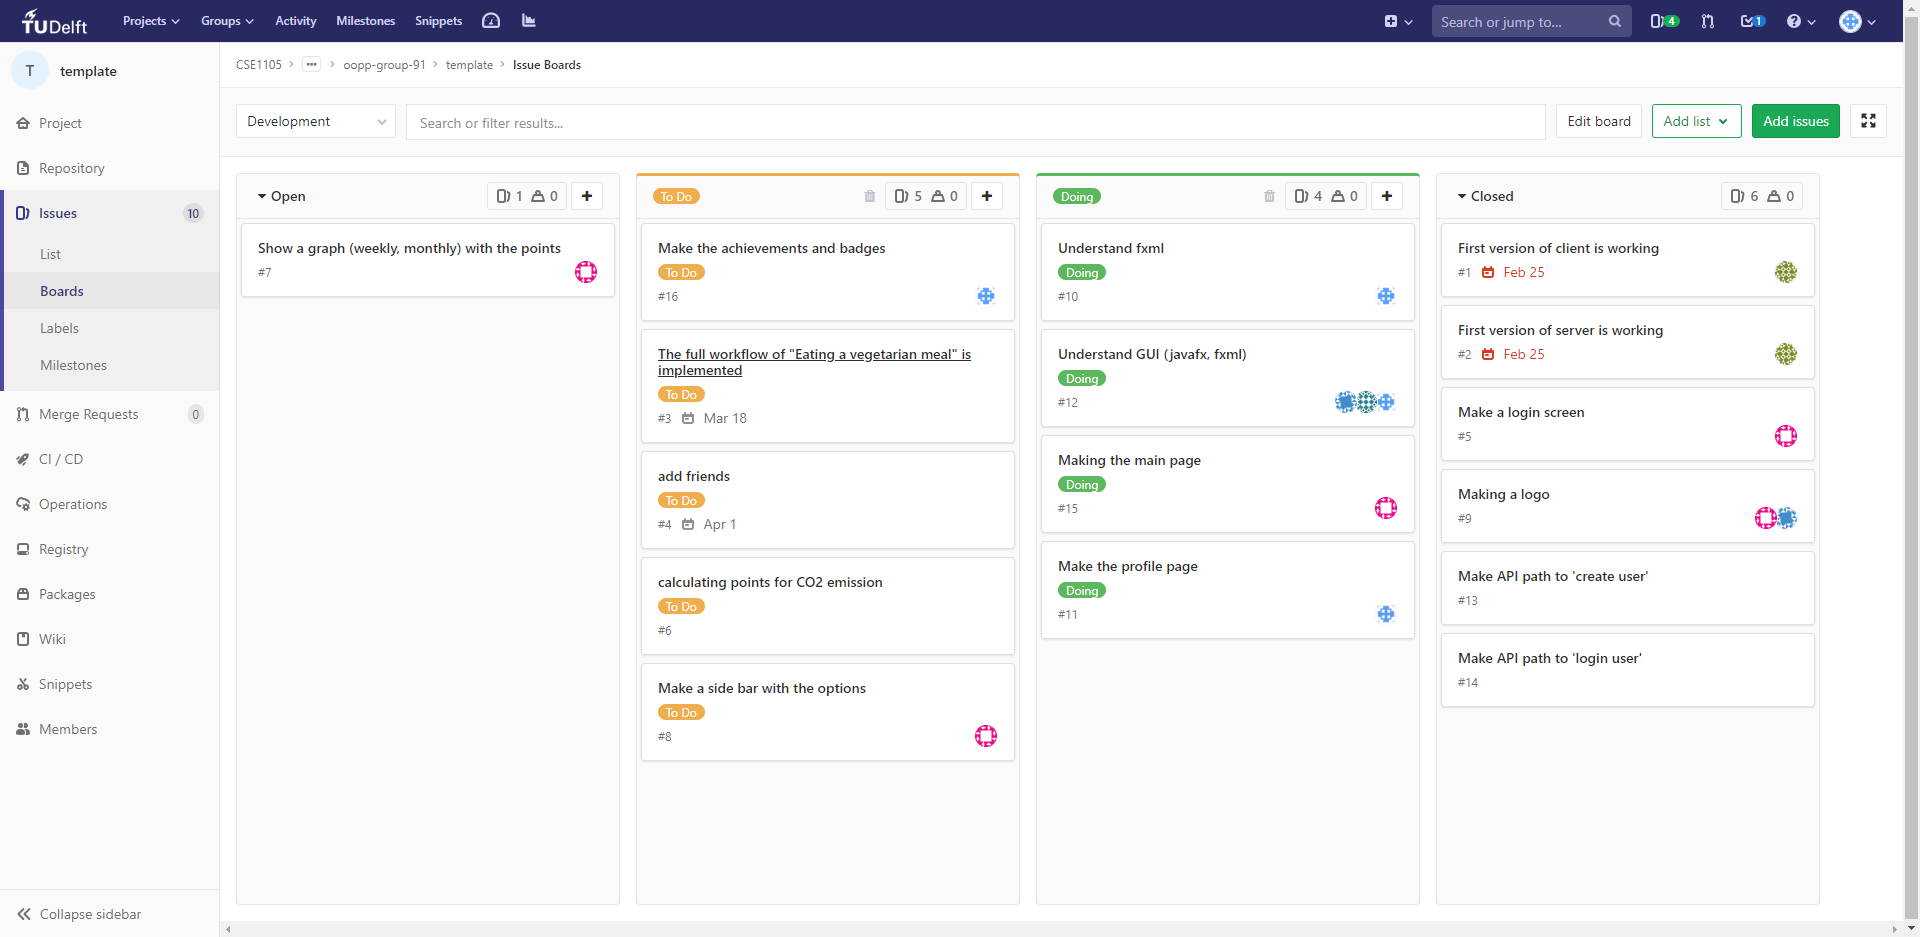 TUDelft Projects Groups Activity Milestones Snippets Search or jump to... 4 1
T template
CSE1105 › ••• › oopp-group-91 › template › Issue Boards
Project
Repository
Issues 10
List
Boards
Labels
Milestones
Merge Requests 0
CI / CD
Operations
Registry
Packages
Wiki
Snippets
Members
Collapse sidebar
Development Search or filter results... Edit board Add list Add issues
Open 1 0
Show a graph (weekly, monthly) with the points
#7
To Do 5 0
Make the achievements and badges
To Do
#16
The full workflow of "Eating a vegetarian meal" is
implemented
To Do
#3 Mar 18
add friends
To Do
#4 Apr 1
calculating points for CO2 emission
To Do
#6
Make a side bar with the options
To Do
#8
Doing 4 0
Understand fxml
Doing
#10
Understand GUI (javafx, fxml)
Doing
#12
Making the main page
Doing
#15
Make the profile page
Doing
#11
Closed 6 0
First version of client is working
#1 Feb 25
First version of server is working
#2 Feb 25
Make a login screen
#5
Making a logo
#9
Make API path to 'create user'
#13
Make API path to 'login user'
#14